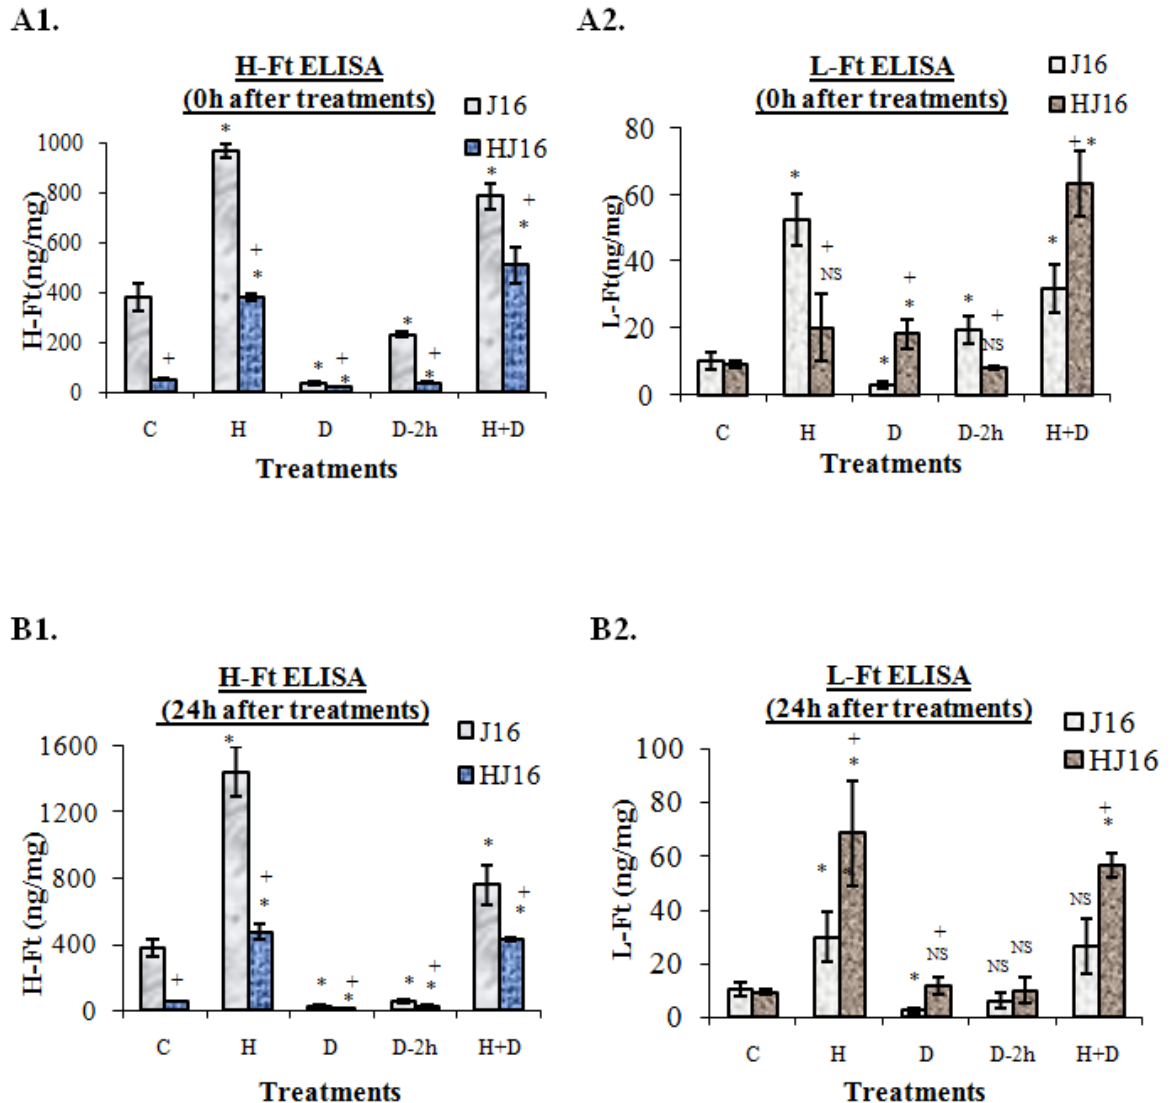 A1.
H-Ft ELISA
(0h after treatments)
J16
HJ16
H-Ft(ng/mg)
1000
800
600
400
200
0
*
+
*
+
*
*
+
*
*
+
*
*
+
*
C H D D-2h H+D
Treatments
A2.
L-Ft ELISA
(0h after treatments)
J16
HJ16
L-Ft(ng/mg)
80
60
40
20
0
*
+
NS
*
+
*
*
+
NS
*
+ *
C H D D-2h H+D
Treatments
B1.
H-Ft ELISA
(24h after treatments)
J16
HJ16
H-Ft (ng/mg)
1600
1200
800
400
0
+
*
+
*
*
+
*
*
+
*
*
+
*
C H D D-2h H+D
Treatments
B2.
L-Ft ELISA
(24h after treatments)
J16
HJ16
L-Ft (ng/mg)
100
80
60
40
20
0
*
+
*
*
*
+
NS
NS
NS
NS
+
*
C H D D-2h H+D
Treatments